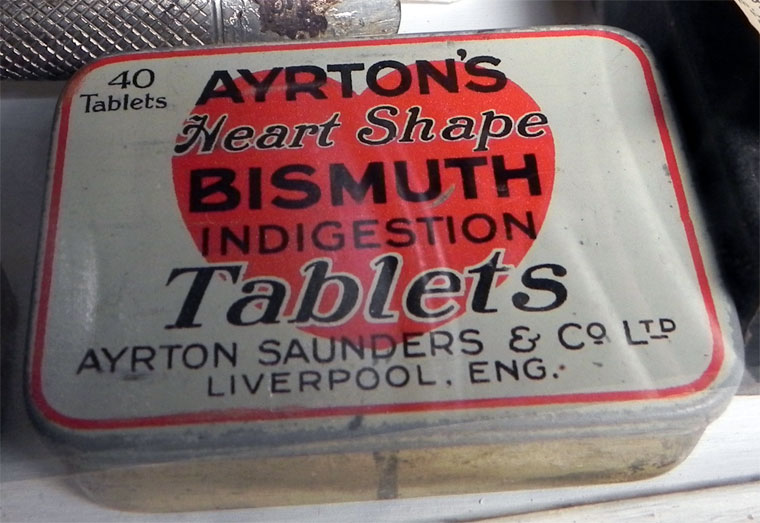 40
Tablets
AYRTON'S
Heart Shape
BISMUTH
INDIGESTION
Tablets
AYRTON SAUNDERS & Co LTD
LIVERPOOL, ENG.